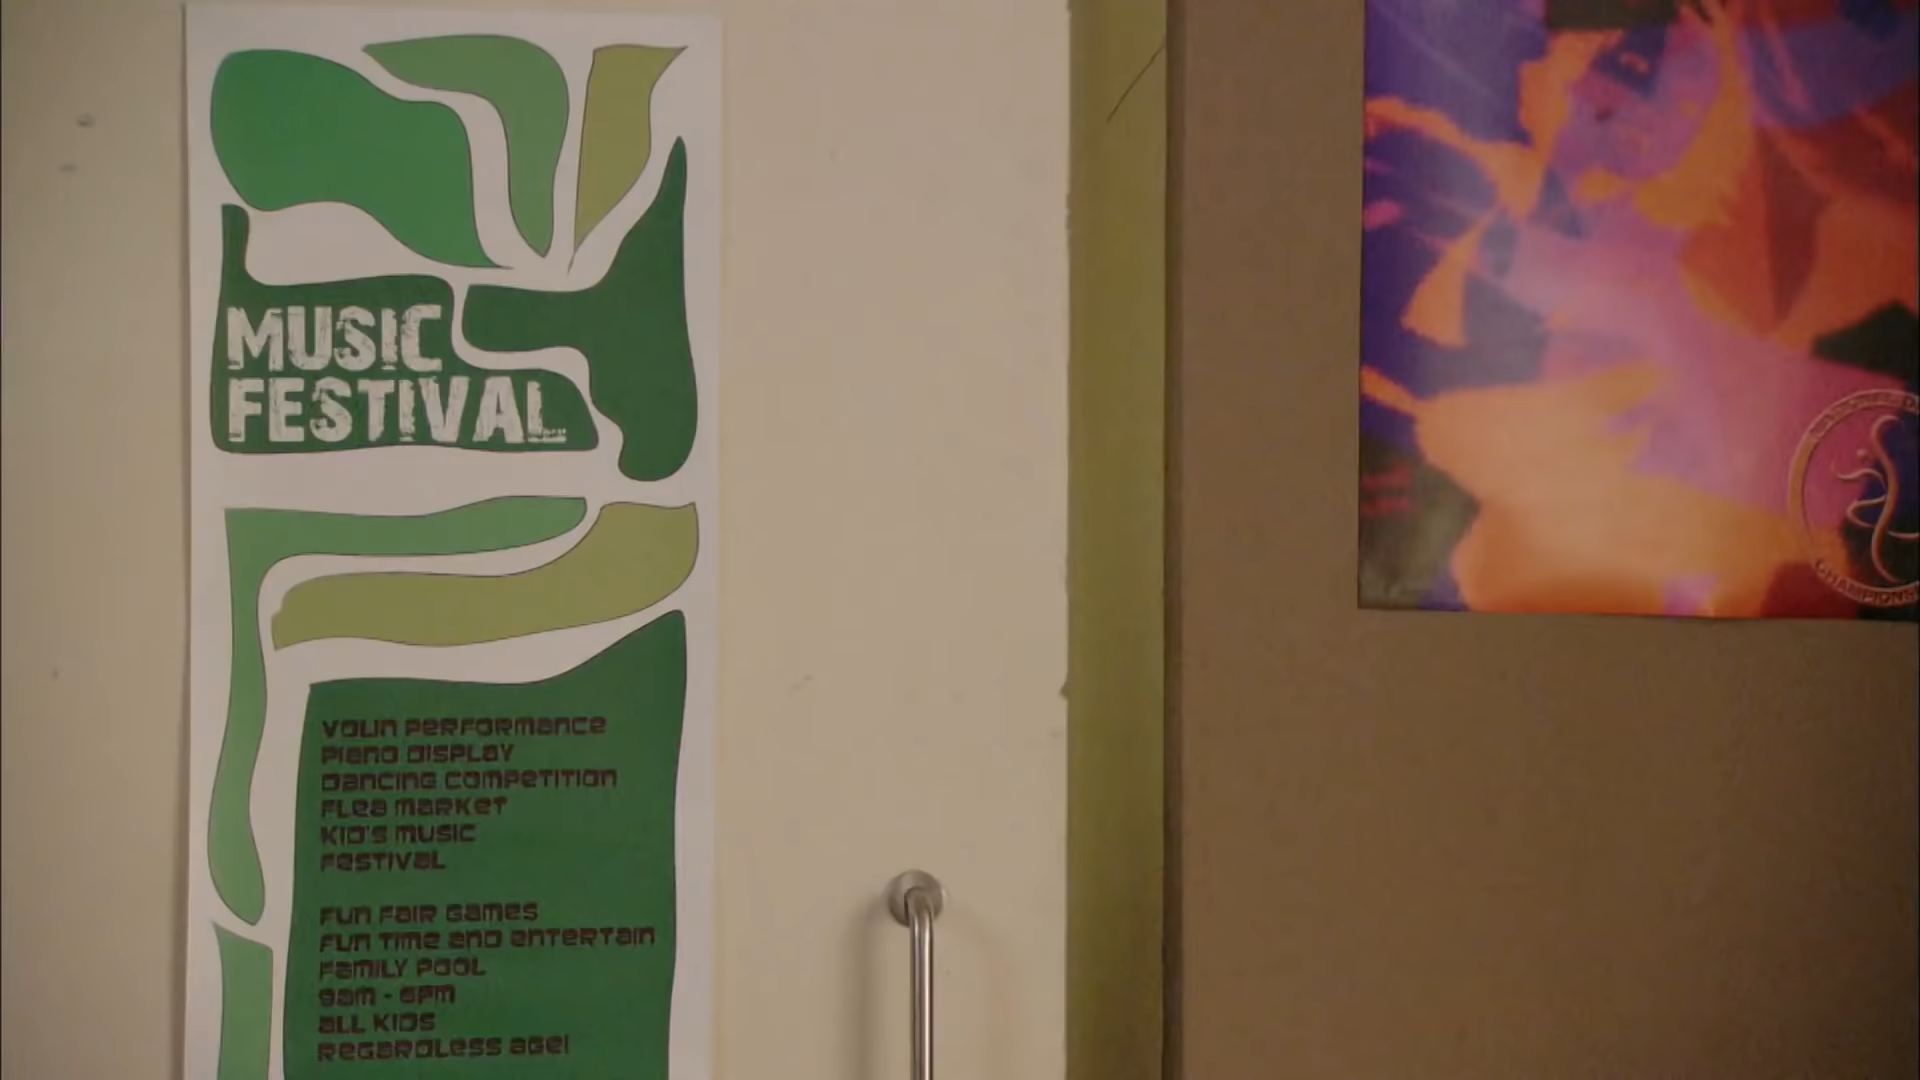 MUSIC
FESTIVAL
VOLIN PERFORMANCE
PIANO DISPLAY
DANCING COMPETITION
FLEA MARKET
KID'S MUSIC
FESTIVAL
FUN FAIR GAMES
FUN TIME AND ENTERTAIN
FAMILY POOL
9AM - 6PM
ALL KIDS
REGARDLESS AGE!